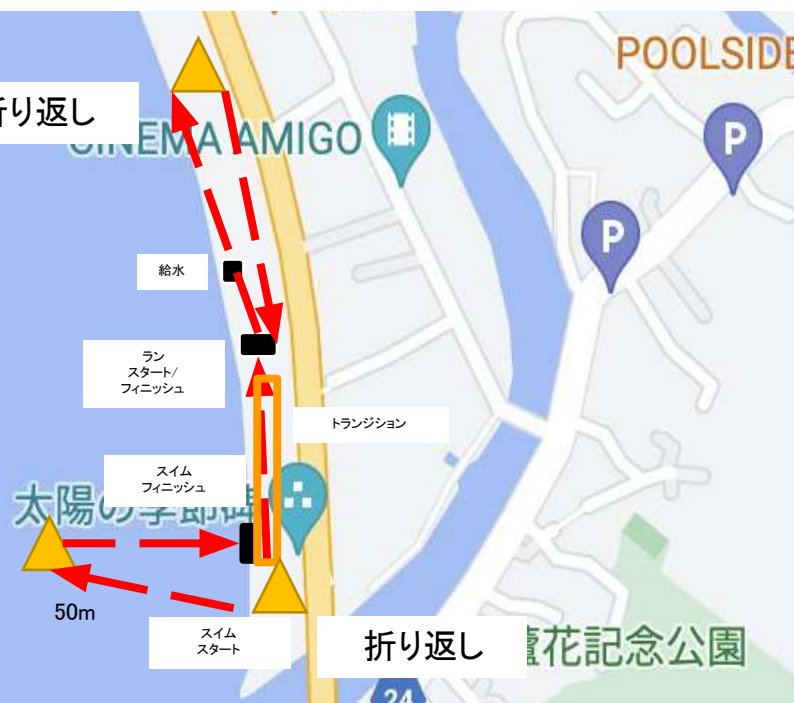 POOLSIDE
折り返し
CINEMA AMIGO
P
P
給水
ラン
スタート/
フィニッシュ
トランジション
スイム
フィニッシュ
太陽の季節碑
50m
スイム
スタート
折り返し
蘆花記念公園
24